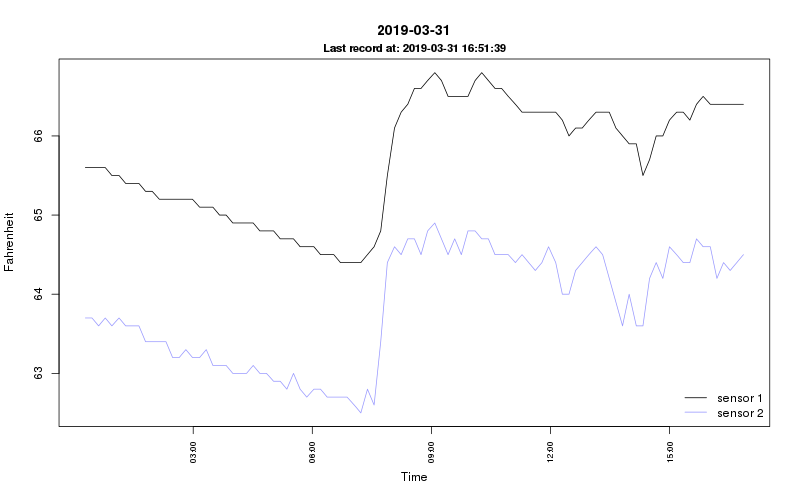 2019-03-31
Last record at: 2019-03-31 16:51:39
Fahrenheit
66
65
64
63
03:00
06:00
09:00
12:00
15:00
Time
sensor 1
sensor 2